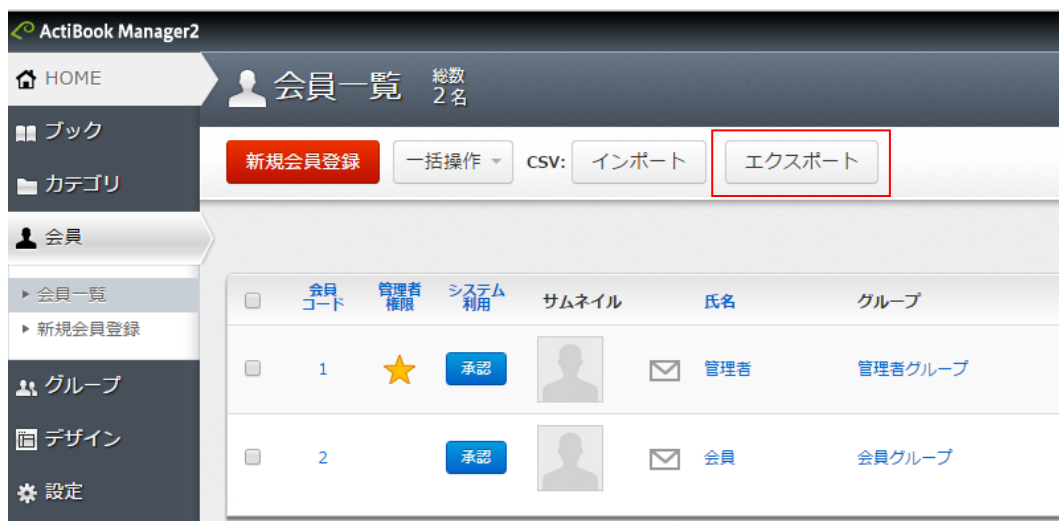 ActiBook Manager2
HOME
ブック
カテゴリ
会員
会員一覧
新規会員登録
グループ
デザイン
設定
会員一覧 総数
2名
新規会員登録 一括操作 CSV: インポート エクスポート
会員
コード
管理者
権限
システム
利用
サムネイル 氏名 グループ
1 承認 管理者 管理者グループ
2 承認 会員 会員グループ